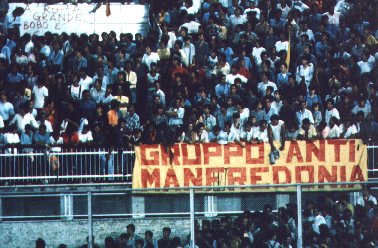 GRANDE
BOBO E'
GRUPPO ANTI
MANFREDONIA